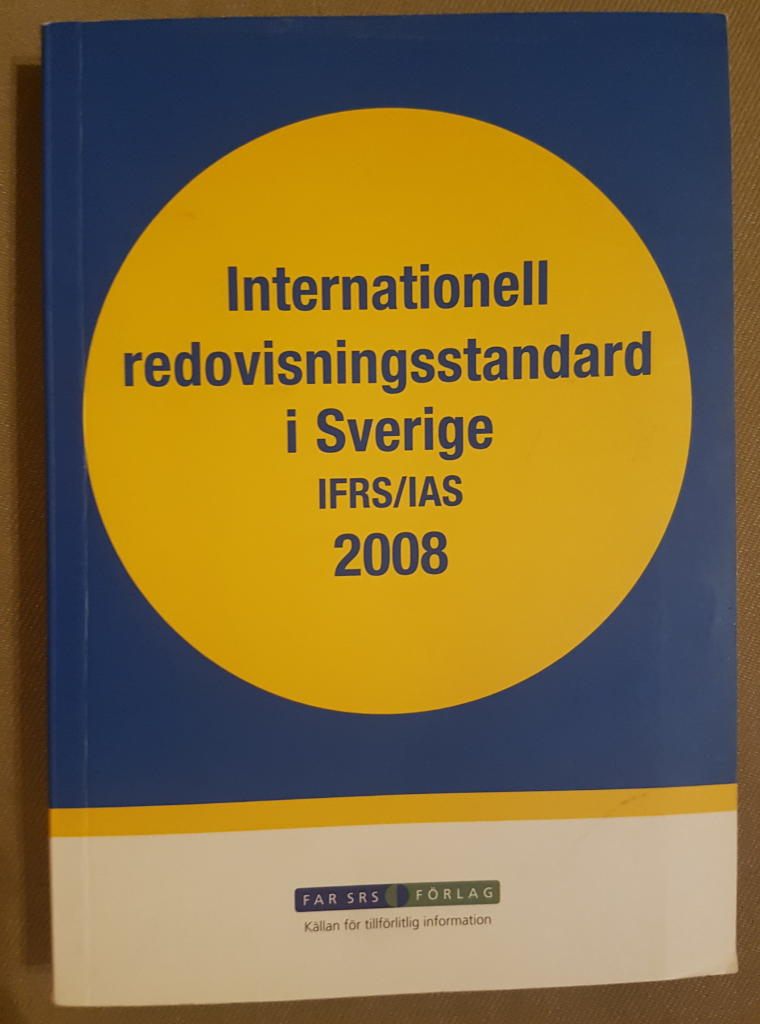 Internationell
redovisningsstandard
i Sverige
IFRS/IAS
2008
FAR SRS FÖRLAG
Källan för tillförlitlig information